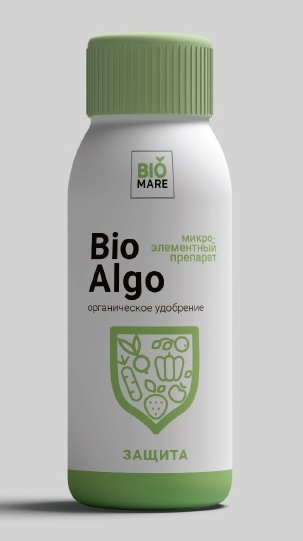 BIO
MARE
Bio
Algo
микро-
элементный
препарат
органическое удобрение
ЗАЩИТА